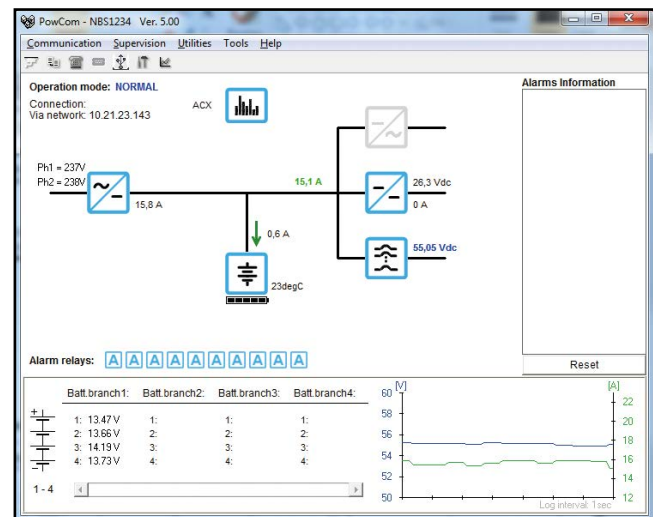 PowCom - NBS1234 Ver. 5.00
Communication Supervision Utilities Tools Help
Operation mode: NORMAL
Connection:
Via network: 10.21.23.143
ACX
Alarms Information
Ph1 = 237V
Ph2 = 238V
15,8 A
15,1 A
26,3 Vdc
0 A
0,6 A
55,05 Vdc
23degC
Alarm relays: A A A A A A A A A A
Reset
Batt.branch1: Batt.branch2: Batt.branch3: Batt.branch4:
1: 13.47 V 1: 1: 1:
2: 13.66 V 2: 2: 2:
3: 14.19 V 3: 3: 3:
4: 13.73 V 4: 4: 4:
1 - 4
[V] [A]
60
58
56
54
52
50
22
20
18
16
14
12
Log interval: 1sec